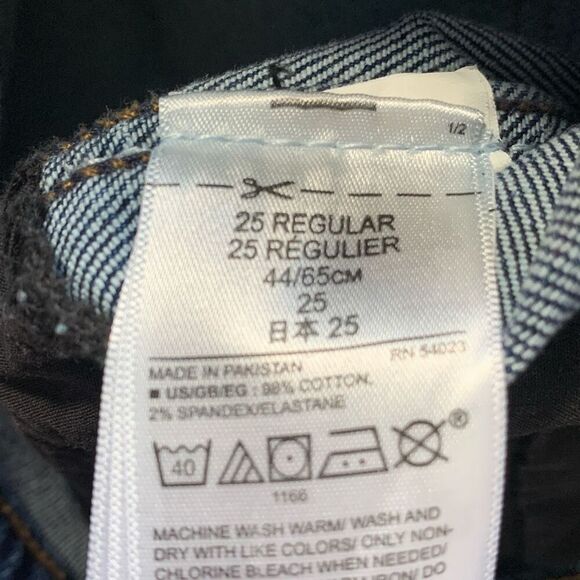 1/2
25 REGULAR
25 RÉGULIER
44/65CM
25
日本 25
RN 54023
MADE IN PAKISTAN
■ US/GB/EG : 98% COTTON,
2% SPANDEX/ELASTANE
40
®
1166
MACHINE WASH WARM/ WASH AND
DRY WITH LIKE COLORS/ ONLY NON-
CHLORINE BLEACH WHEN NEEDED/
IRON/ DO